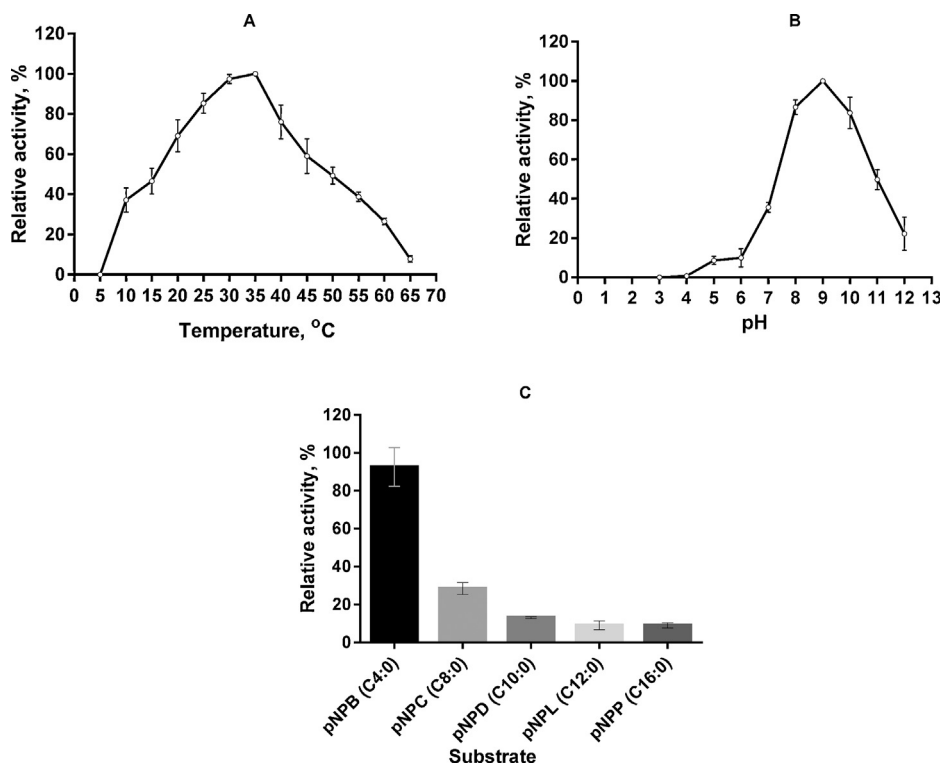 A
Relative activity, %
120
100
80
60
40
20
0
0 5 10 15 20 25 30 35 40 45 50 55 60 65 70
Temperature, °C
B
Relative activity, %
120
100
80
60
40
20
0
0 1 2 3 4 5 6 7 8 9 10 11 12 13
pH
C
Relative activity, %
120
100
80
60
40
20
0
pNPB (C4:0)
pNPC (C8:0)
pNPD (C10:0)
pNPL (C12:0)
pNPP (C16:0)
Substrate